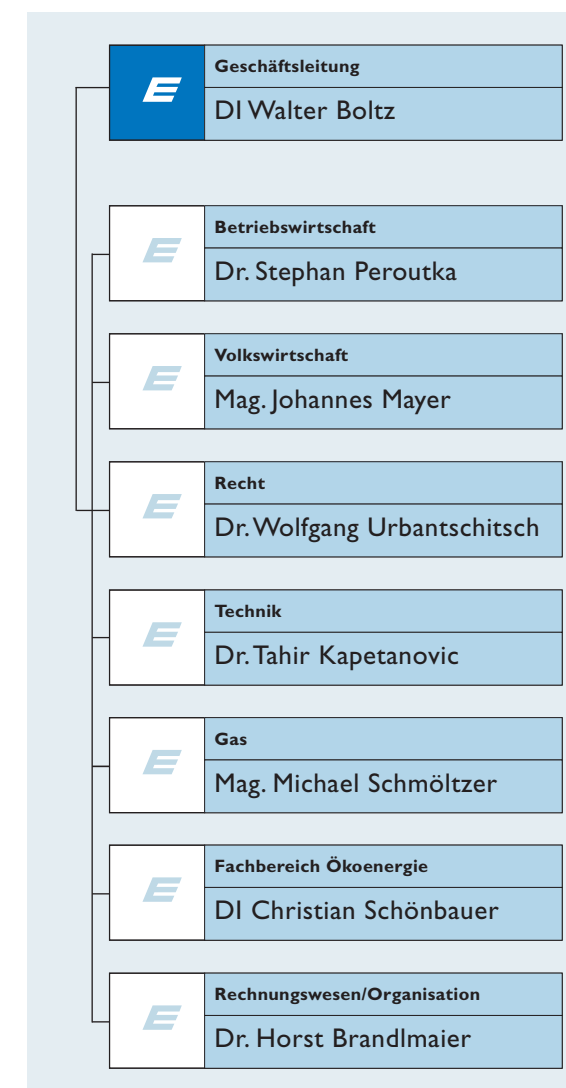 Geschäftsleitung
DI Walter Boltz
Betriebswirtschaft
Dr. Stephan Peroutka
Volkswirtschaft
Mag. Johannes Mayer
Recht
Dr. Wolfgang Urbantschitsch
Technik
Dr. Tahir Kapetanovic
Gas
Mag. Michael Schmöltzer
Fachbereich Ökoenergie
DI Christian Schönbauer
Rechnungswesen/Organisation
Dr. Horst Brandlmaier